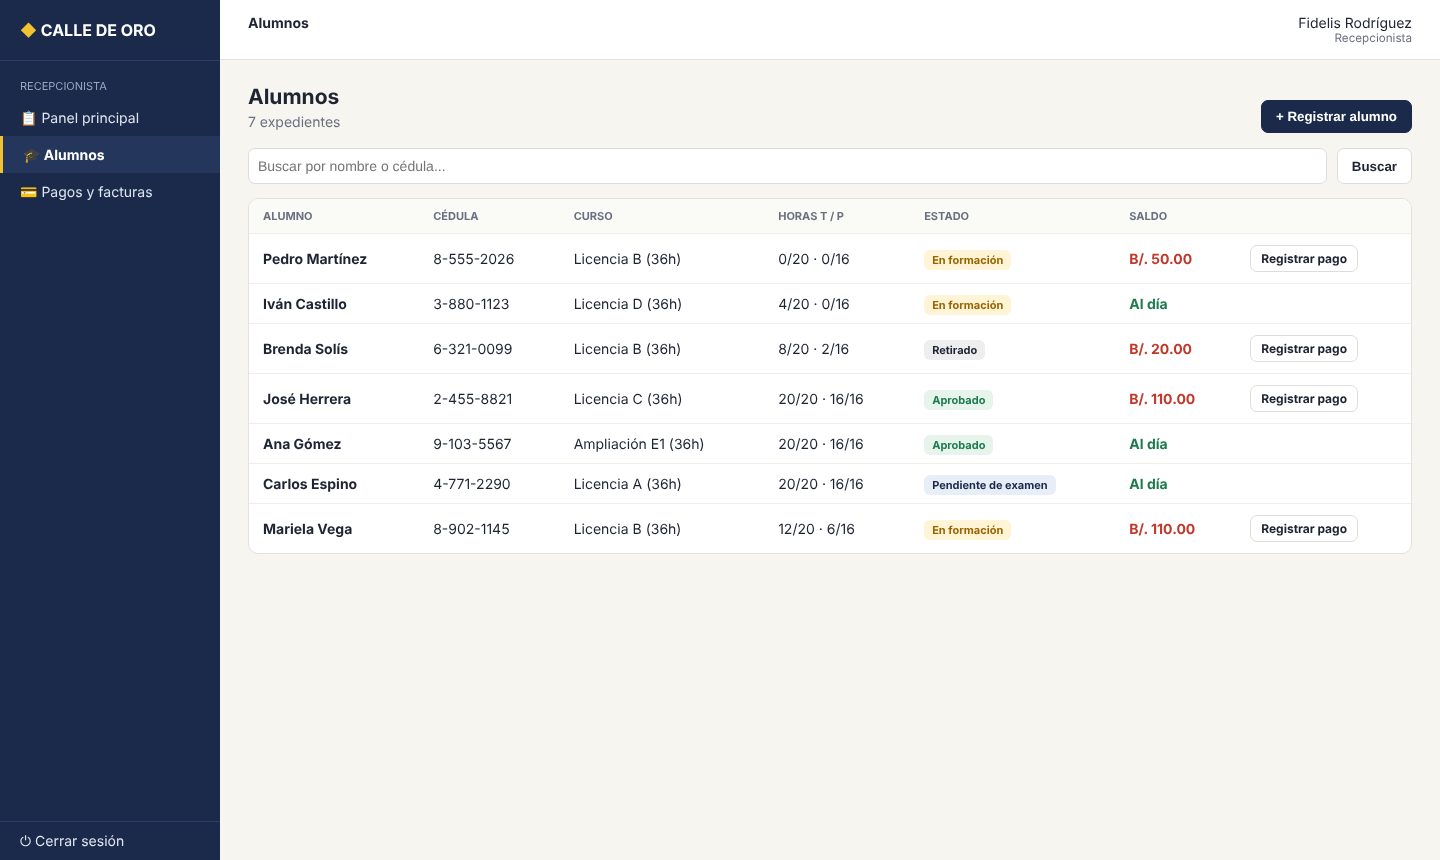 CALLE DE ORO
RECEPCIONISTA
Panel principal
Alumnos
Pagos y facturas
Cerrar sesión
Alumnos
Fidelis Rodríguez
Recepcionista
Alumnos
7 expedientes
+ Registrar alumno
Buscar por nombre o cédula...
Buscar
ALUMNO CÉDULA CURSO HORAS T / P ESTADO SALDO
Pedro Martínez 8-555-2026 Licencia B (36h) 0/20 · 0/16 En formación B/. 50.00 Registrar pago
Iván Castillo 3-880-1123 Licencia D (36h) 4/20 · 0/16 En formación Al día
Brenda Solís 6-321-0099 Licencia B (36h) 8/20 · 2/16 Retirado B/. 20.00 Registrar pago
José Herrera 2-455-8821 Licencia C (36h) 20/20 · 16/16 Aprobado B/. 110.00 Registrar pago
Ana Gómez 9-103-5567 Ampliación E1 (36h) 20/20 · 16/16 Aprobado Al día
Carlos Espino 4-771-2290 Licencia A (36h) 20/20 · 16/16 Pendiente de examen Al día
Mariela Vega 8-902-1145 Licencia B (36h) 12/20 · 6/16 En formación B/. 110.00 Registrar pago